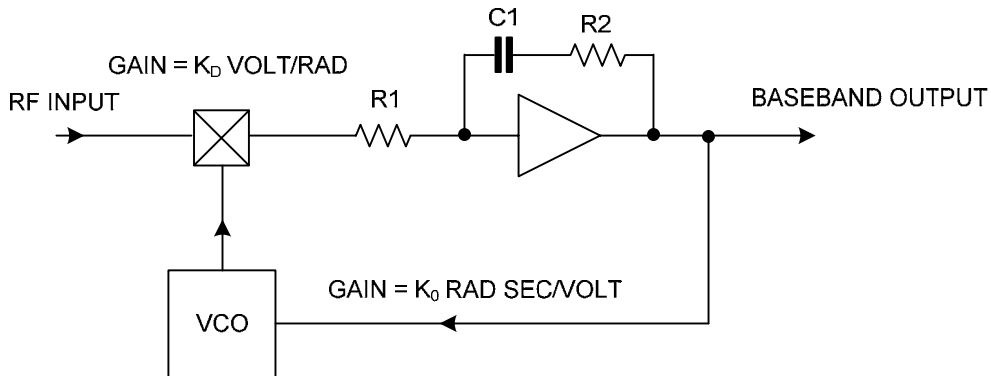 C1
R2
GAIN = K_D VOLT/RAD
RF INPUT
R1
BASEBAND OUTPUT
GAIN = K_0 RAD SEC/VOLT
VCO